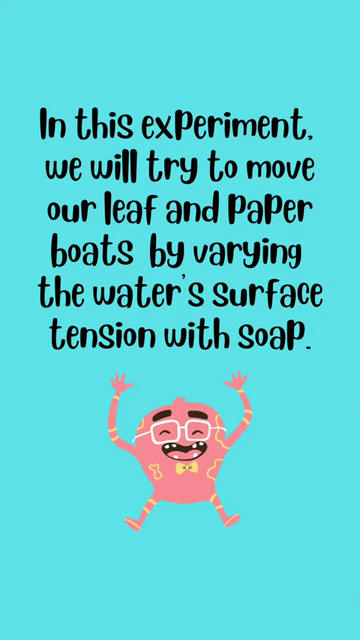 In this experiment,
we will try to move
our leaf and paper
boats by varying
the water's surface
tension with soap.